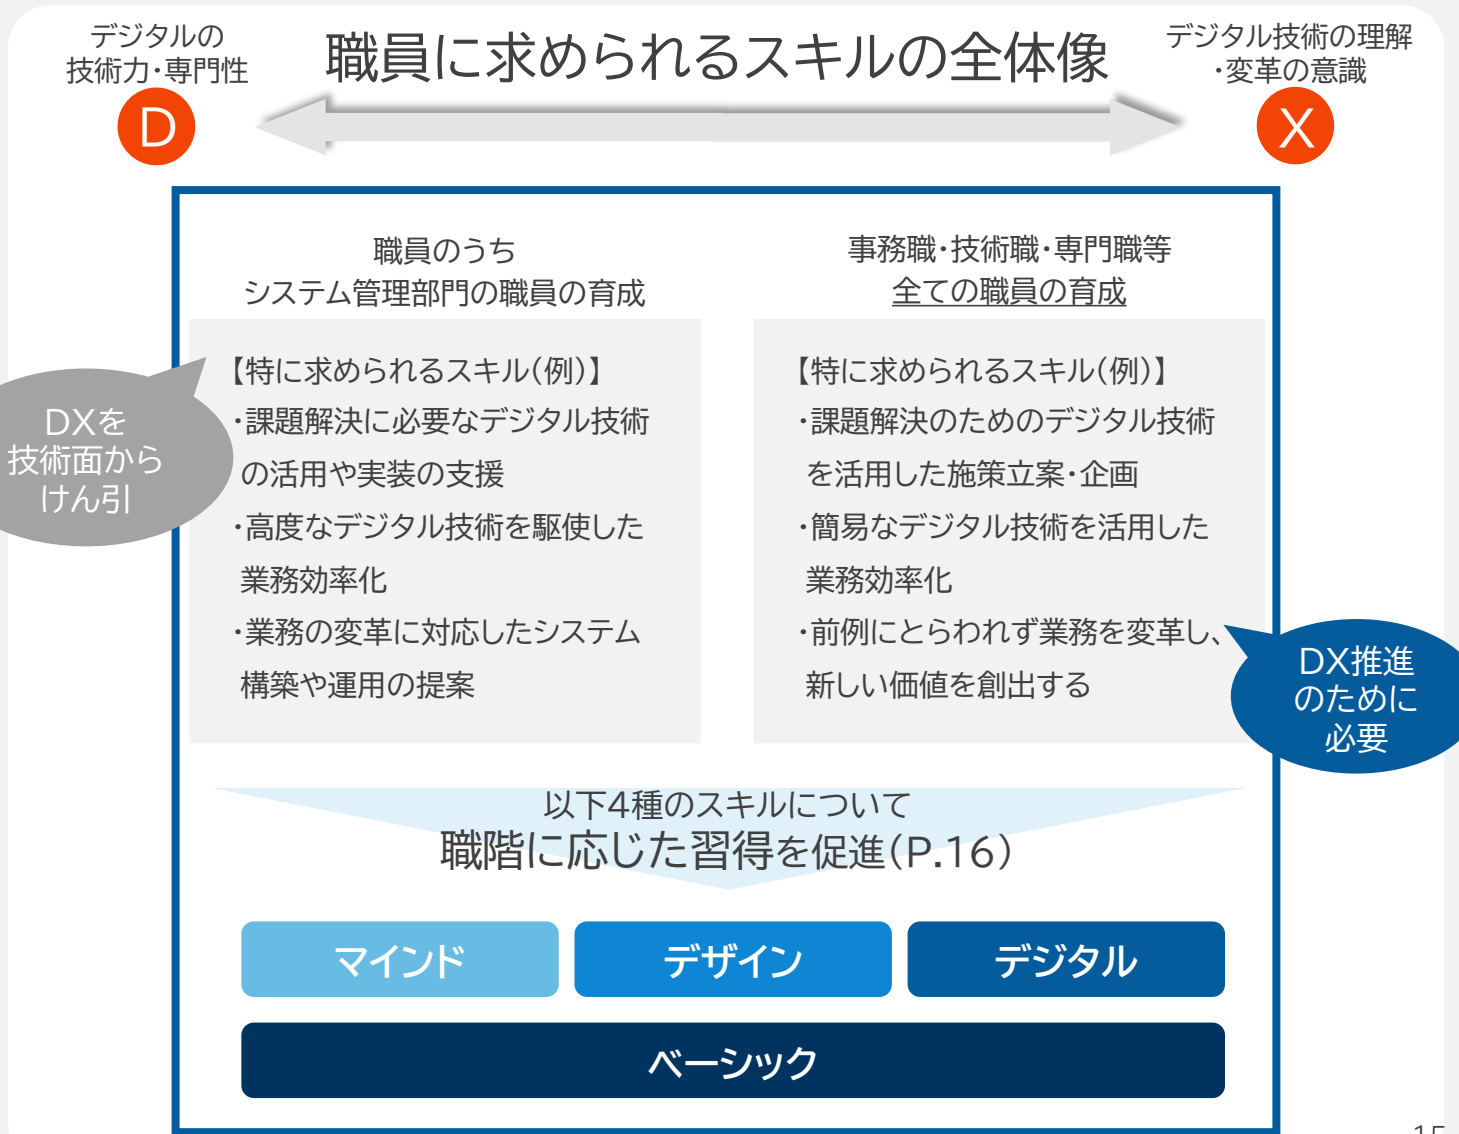 デジタルの
技術力・専門性
D
職員に求められるスキルの全体像
デジタル技術の理解
・変革の意識
X
職員のうち
システム管理部門の職員の育成
【特に求められるスキル（例）】
・課題解決に必要なデジタル技術
の活用や実装の支援
・高度なデジタル技術を駆使した
業務効率化
・業務の変革に対応したシステム
構築や運用の提案
DXを
技術面から
けん引
事務職・技術職・専門職等
全ての職員の育成
【特に求められるスキル（例）】
・課題解決のためのデジタル技術
を活用した施策立案・企画
・簡易なデジタル技術を活用した
業務効率化
・前例にとらわれず業務を変革し、
新しい価値を創出する
DX推進
のために
必要
以下4種のスキルについて
職階に応じた習得を促進（P.16）
マインド
デザイン
デジタル
ベーシック
15